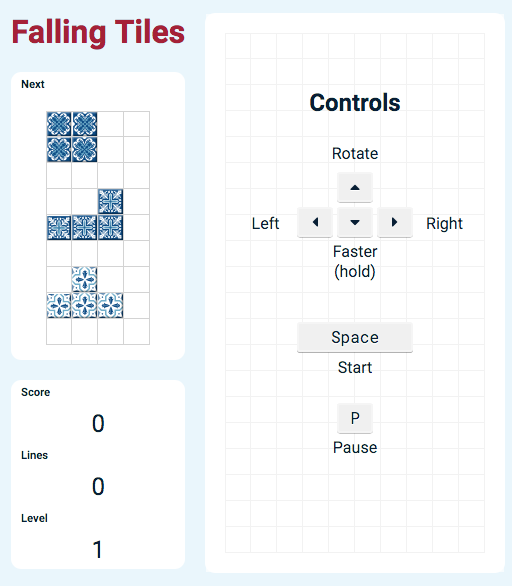 Falling Tiles
Next
Score
0
Lines
0
Level
1
Controls
Rotate
Left
Right
Faster
(hold)
Space
Start
P
Pause